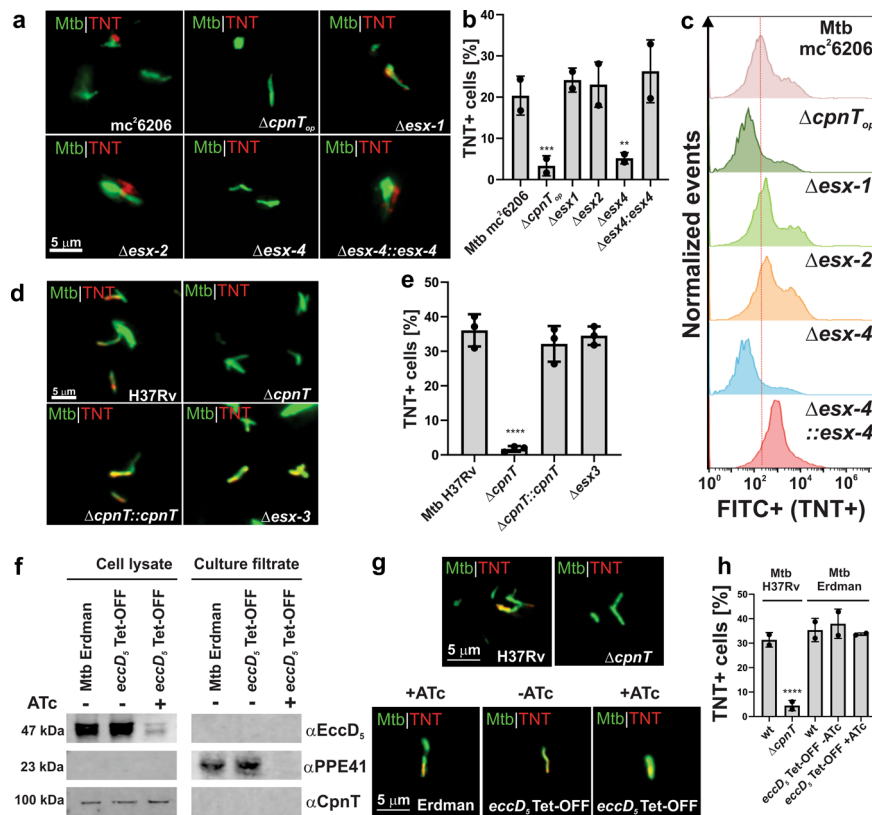 a
Mtb|TNT
mc²6206
Mtb|TNT
ΔcpnTop
Mtb|TNT
Δesx-1
Mtb|TNT
5 µm
Δesx-2
Mtb|TNT
Δesx-4
Mtb|TNT
Δesx-4::esx-4
b
TNT+ cells [%]
40
30
20
10
0
***
**
Mtb mc²6206
ΔcpnT op
Δesx1
Δesx2
Δesx4
Δesx4:esx4
c
Normalized events
Mtb
mc²6206
ΔcpnTop
Δesx-1
Δesx-2
Δesx-4
Δesx-4
::esx-4
10⁰ 10² 10⁴ 10⁶ 10⁷
FITC+ (TNT+)
d
Mtb|TNT
5 µm
H37Rv
Mtb|TNT
ΔcpnT
Mtb|TNT
ΔcpnT::cpnT
Mtb|TNT
Δesx-3
e
TNT+ cells [%]
50
40
30
20
10
0
****
Mtb H37Rv
ΔcpnT
ΔcpnT::cpnT
Δesx3
f
Cell lysate
Culture filtrate
Mtb Erdman
eccD₅ Tet-OFF
eccD₅ Tet-OFF
Mtb Erdman
eccD₅ Tet-OFF
eccD₅ Tet-OFF
ATc - - + - - +
47 kDa
αEccD₅
23 kDa
αPPE41
100 kDa
αCpnT
g
Mtb|TNT
5 µm
H37Rv
Mtb|TNT
ΔcpnT
+ATc
-ATc
+ATc
Mtb|TNT
5 µm
Erdman
Mtb|TNT
eccD₅ Tet-OFF
Mtb|TNT
eccD₅ Tet-OFF
h
Mtb
H37Rv
Mtb
Erdman
TNT+ cells [%]
50
40
30
20
10
0
****
wt
ΔcpnT
wt
eccD₅ Tet-OFF -ATc
eccD₅ Tet-OFF +ATc